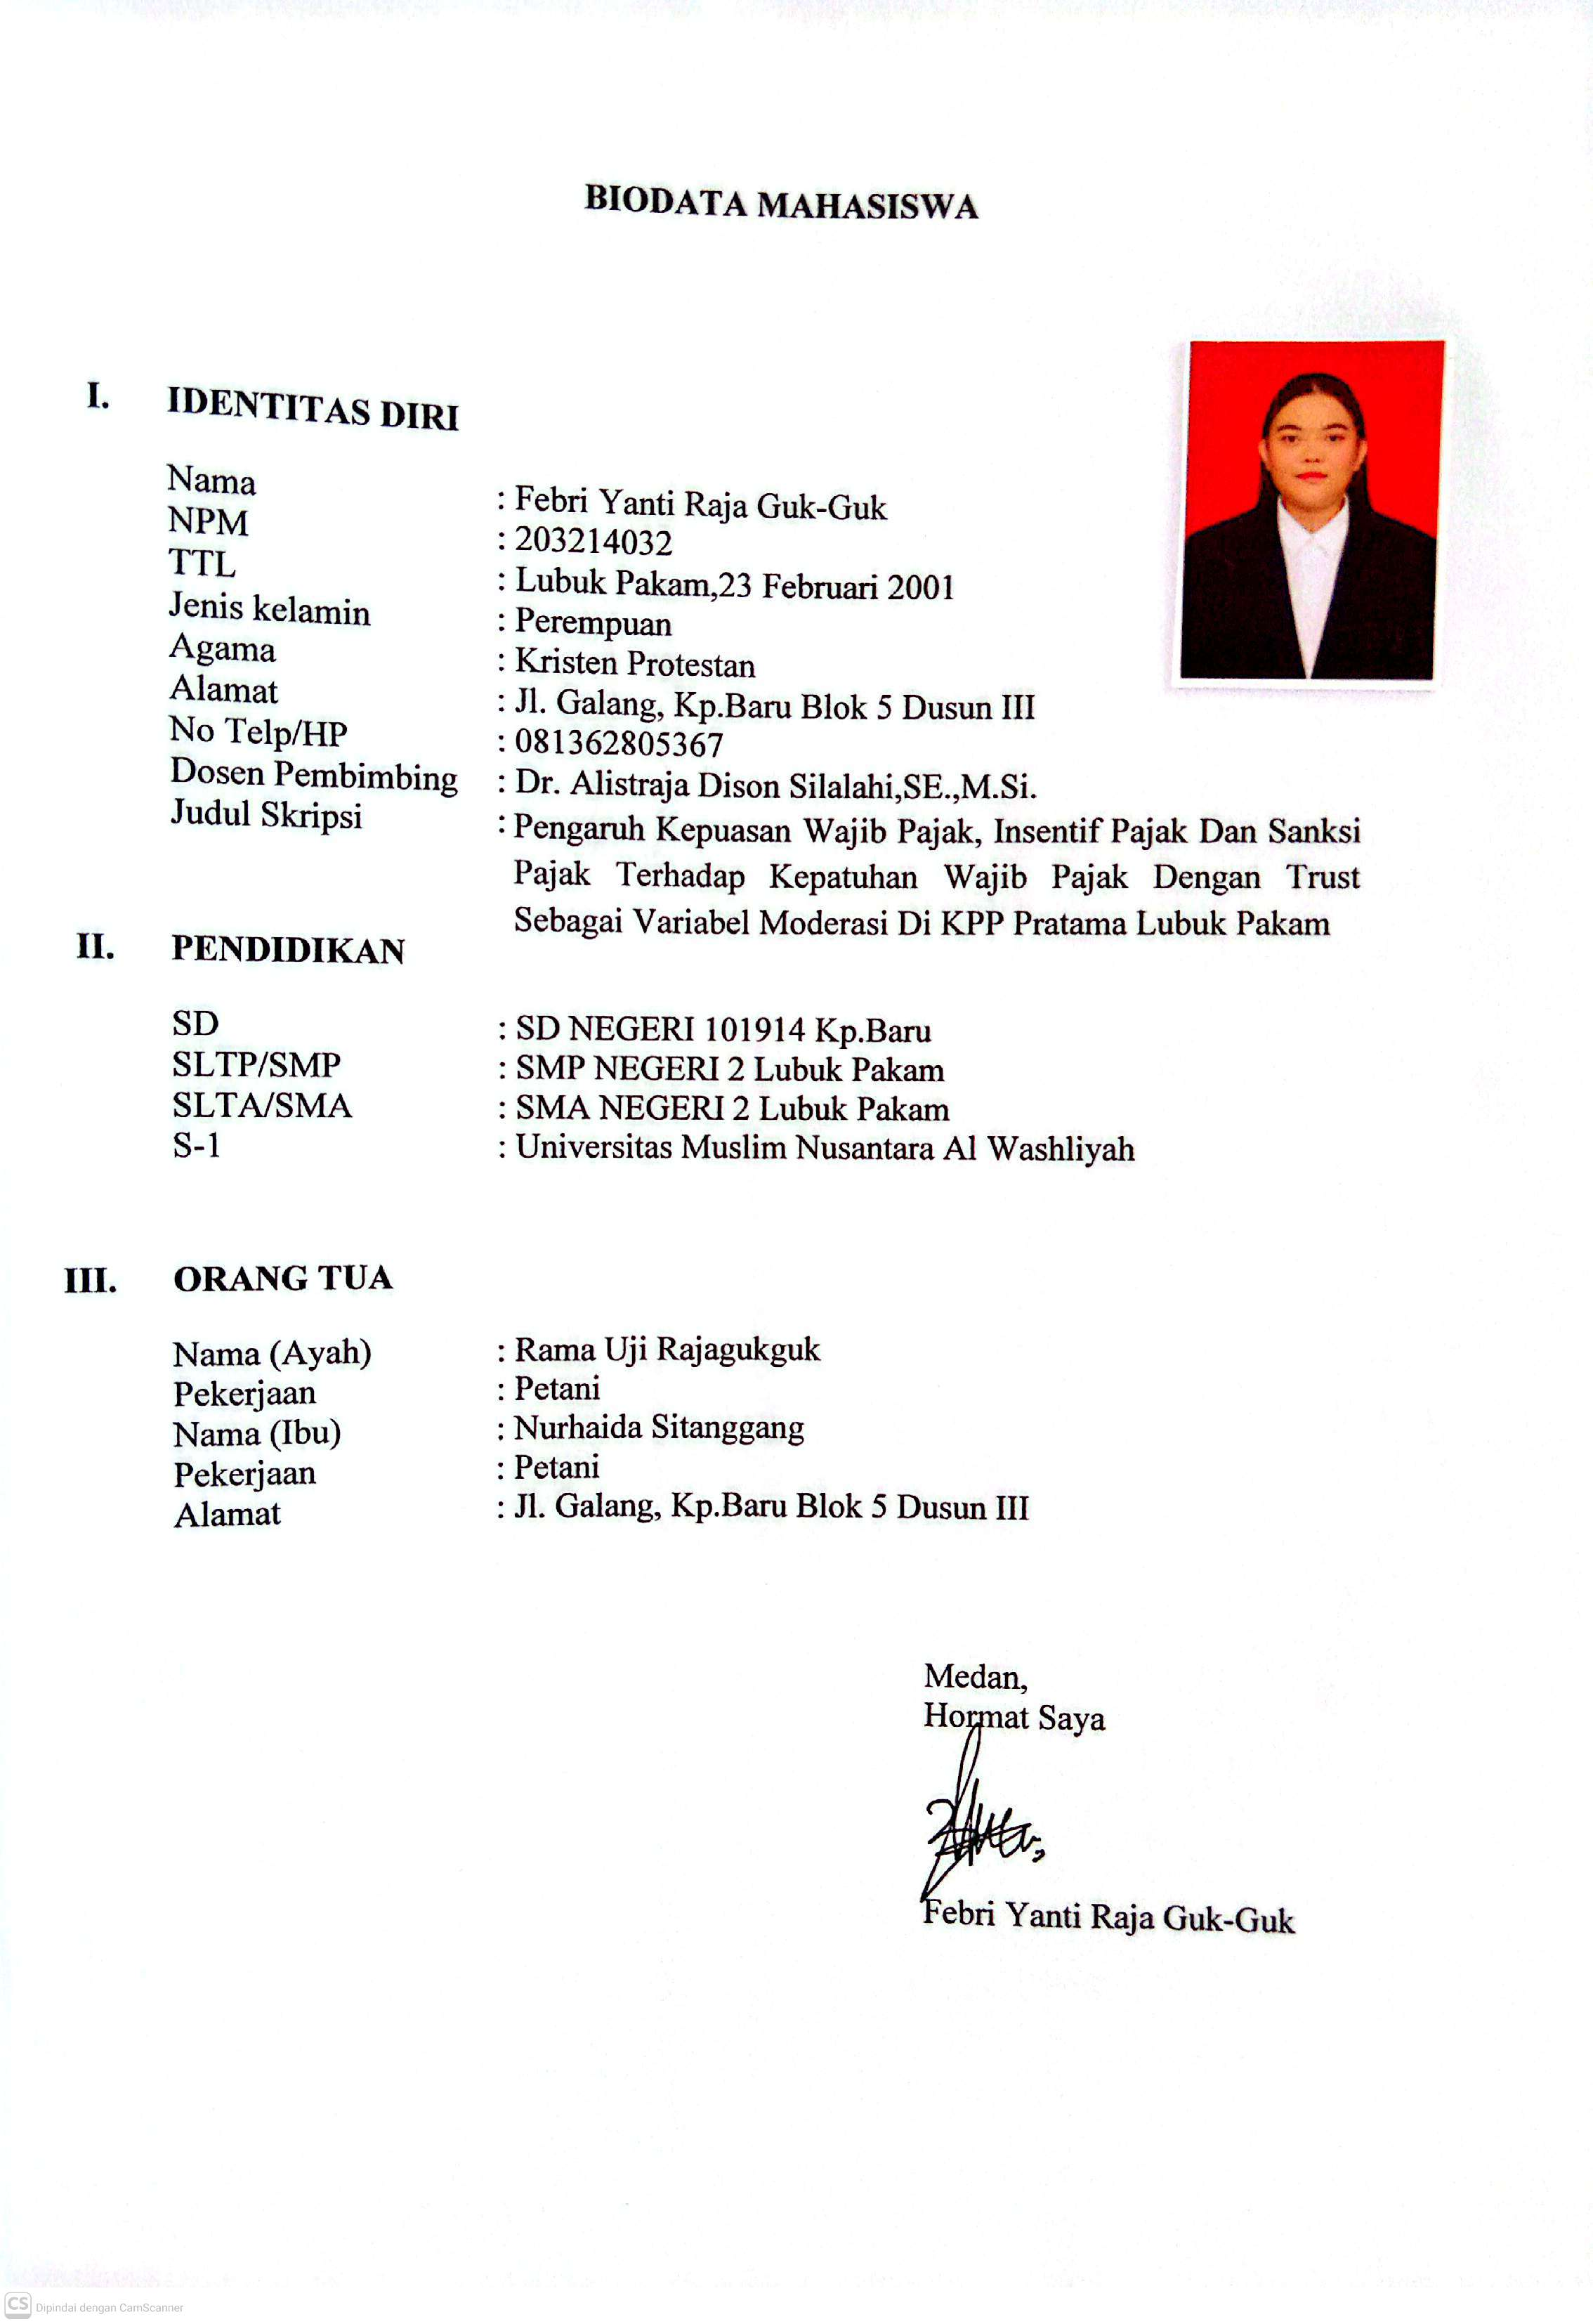 BIODATA MAHASISWA
I. IDENTITAS DIRI
Nama : Febri Yanti Raja Guk-Guk
NPM : 203214032
TTL : Lubuk Pakam,23 Februari 2001
Jenis kelamin : Perempuan
Agama : Kristen Protestan
Alamat : Jl. Galang, Kp.Baru Blok 5 Dusun III
No Telp/HP : 081362805367
Dosen Pembimbing : Dr. Alistraja Dison Silalahi,SE.,M.Si.
Judul Skripsi : Pengaruh Kepuasan Wajib Pajak, Insentif Pajak Dan Sanksi
Pajak Terhadap Kepatuhan Wajib Pajak Dengan Trust
Sebagai Variabel Moderasi Di KPP Pratama Lubuk Pakam
II. PENDIDIKAN
SD : SD NEGERI 101914 Kp.Baru
SLTP/SMP : SMP NEGERI 2 Lubuk Pakam
SLTA/SMA : SMA NEGERI 2 Lubuk Pakam
S-1 : Universitas Muslim Nusantara Al Washliyah
III. ORANG TUA
Nama (Ayah) : Rama Uji Rajagukguk
Pekerjaan : Petani
Nama (Ibu) : Nurhaida Sitanggang
Pekerjaan : Petani
Alamat : Jl. Galang, Kp.Baru Blok 5 Dusun III
Medan,
Hormat Saya
Febri Yanti Raja Guk-Guk
CS Dipindai dengan CamScanner